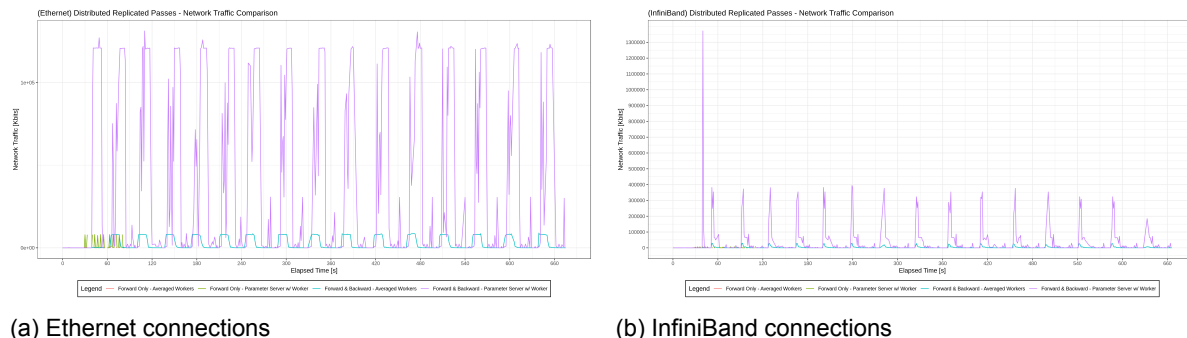 (Ethernet) Distributed Replicated Passes - Network Traffic Comparison
Network Traffic [Kbits]
1e+05
0e+00
0 60 120 180 240 300 360 420 480 540 600 660
Elapsed Time [s]
Legend Forward Only - Averaged Workers Forward Only - Parameter Server w/ Worker Forward & Backward - Averaged Workers Forward & Backward - Parameter Server w/ Worker
(a) Ethernet connections
(InfiniBand) Distributed Replicated Passes - Network Traffic Comparison
Network Traffic [Kbits]
1300000
1200000
1100000
1000000
900000
800000
700000
600000
500000
400000
300000
200000
100000
0
0 60 120 180 240 300 360 420 480 540 600 660
Elapsed Time [s]
Legend Forward Only - Averaged Workers Forward Only - Parameter Server w/ Worker Forward & Backward - Averaged Workers Forward & Backward - Parameter Server w/ Worker
(b) InfiniBand connections